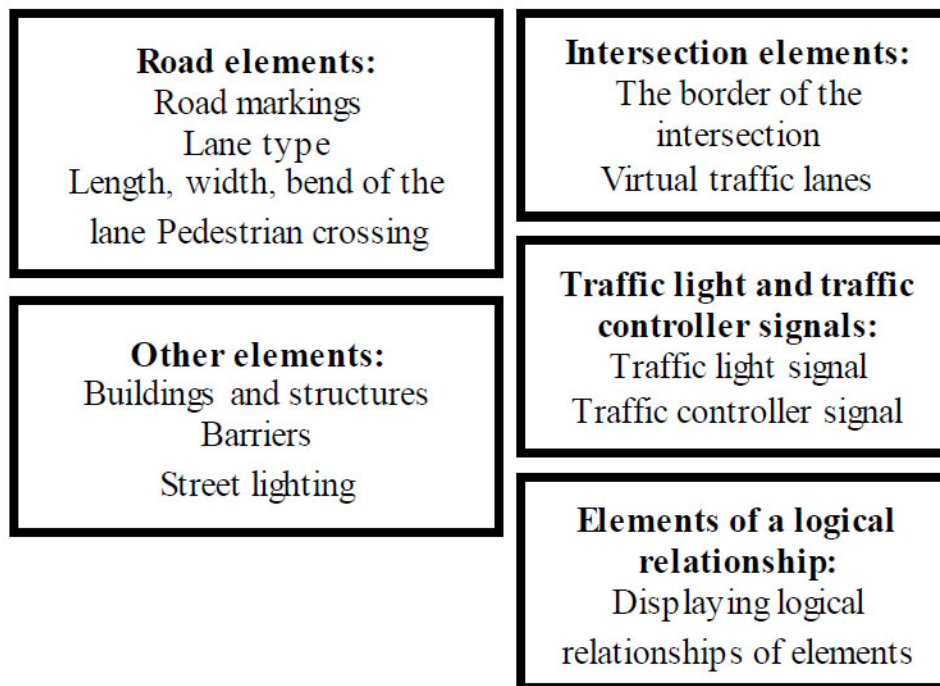 Road elements:
Road markings
Lane type
Length, width, bend of the
lane Pedestrian crossing
Other elements:
Buildings and structures
Barriers
Street lighting
Intersection elements:
The border of the
intersection
Virtual traffic lanes
Traffic light and traffic
controller signals:
Traffic light signal
Traffic controller signal
Elements of a logical
relationship:
Displaying logical
relationships of elements